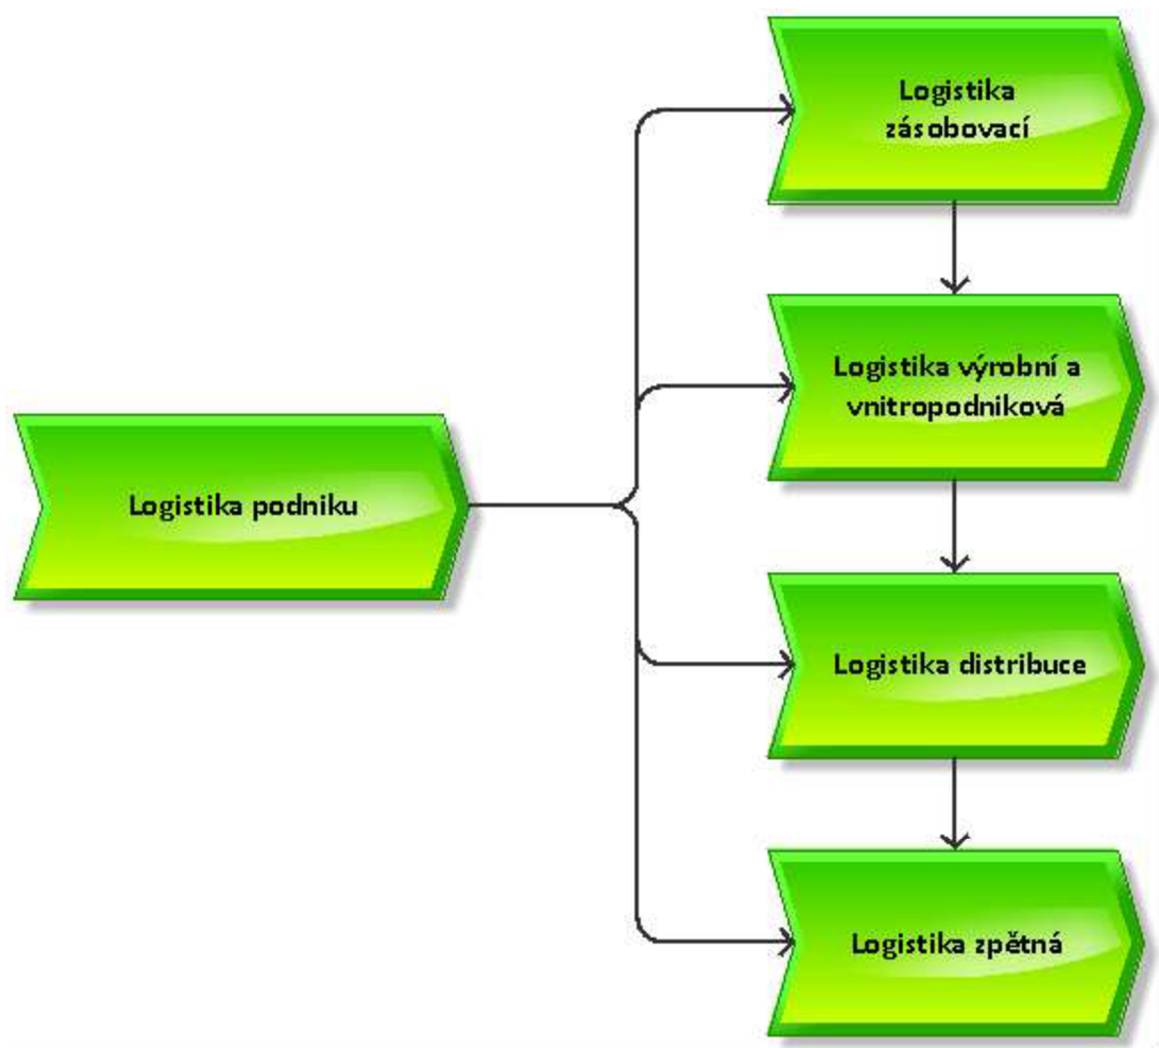 Logistika
zásobovací
Logistika výrobní a
vnitropodniková
Logistika podniku
Logistika distribuce
Logistika zpětná